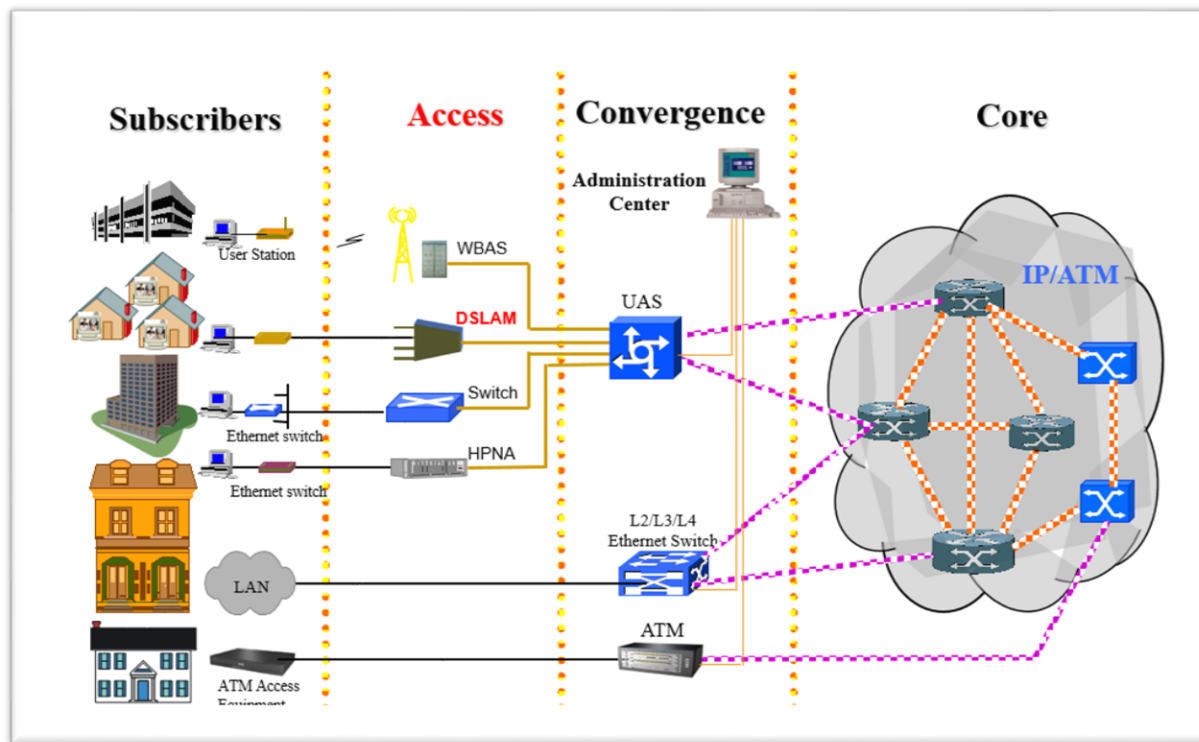 Subscribers
Access
Convergence
Core
Administration
Center
User Station
WBAS
UAS
IP/ATM
DSLAM
Switch
Ethernet switch
HPNA
Ethernet switch
L2/L3/L4
Ethernet Switch
LAN
ATM
ATM Access
Equipment